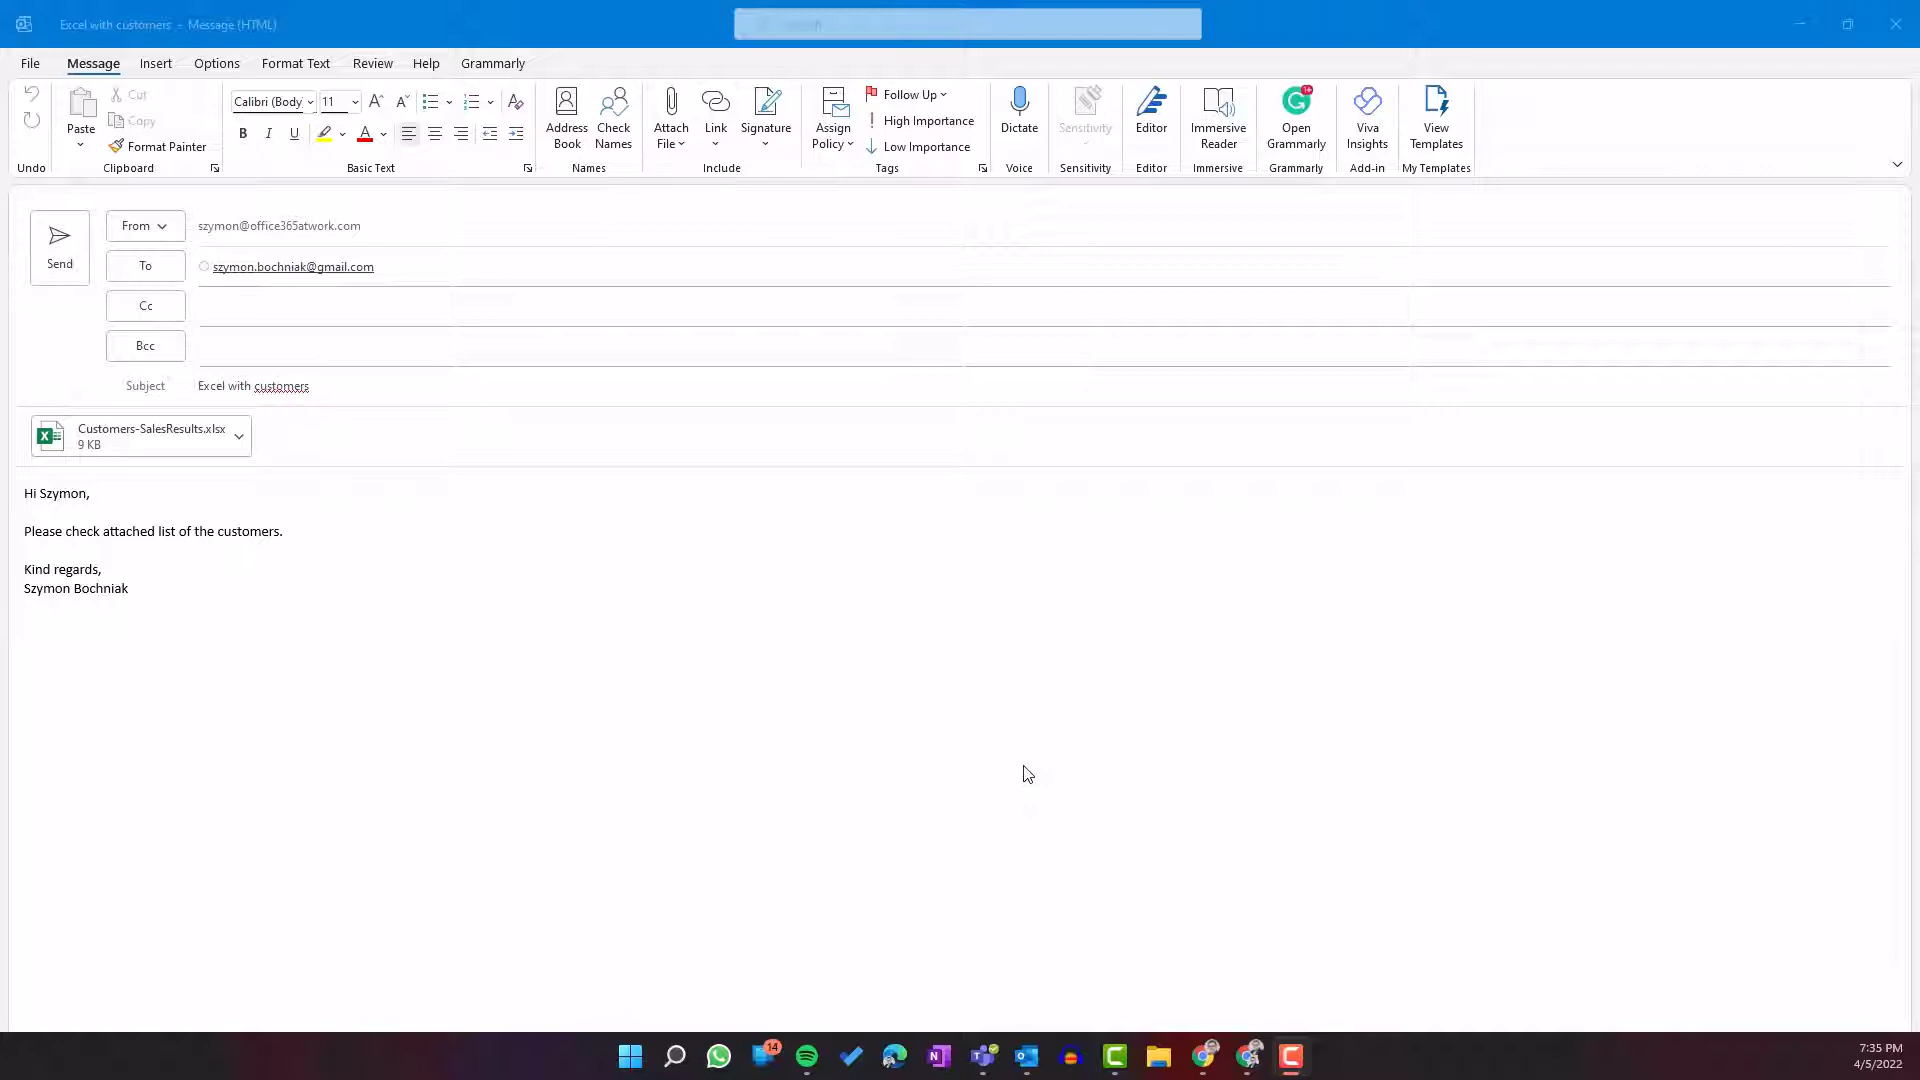 Excel with customers - Message (HTML)
File Message Insert Options Format Text Review Help Grammarly
Undo
Paste
Cut
Copy
Format Painter
Clipboard
Calibri (Body 11
B I U
Basic Text
Address Book
Check Names
Names
Attach File
Link
Signature
Include
Assign Policy
Follow Up
High Importance
Low Importance
Tags
Dictate
Voice
Sensitivity
Sensitivity
Editor
Editor
Immersive Reader
Immersive
Open Grammarly
Grammarly
Viva Insights
Add-in
View Templates
My Templates
Send
From szymon@office365atwork.com
To szymon.bochniak@gmail.com
Cc
Bcc
Subject Excel with customers
Customers-SalesResults.xlsx
9 KB
Hi Szymon,
Please check attached list of the customers.
Kind regards,
Szymon Bochniak
14
7:35 PM
4/5/2022